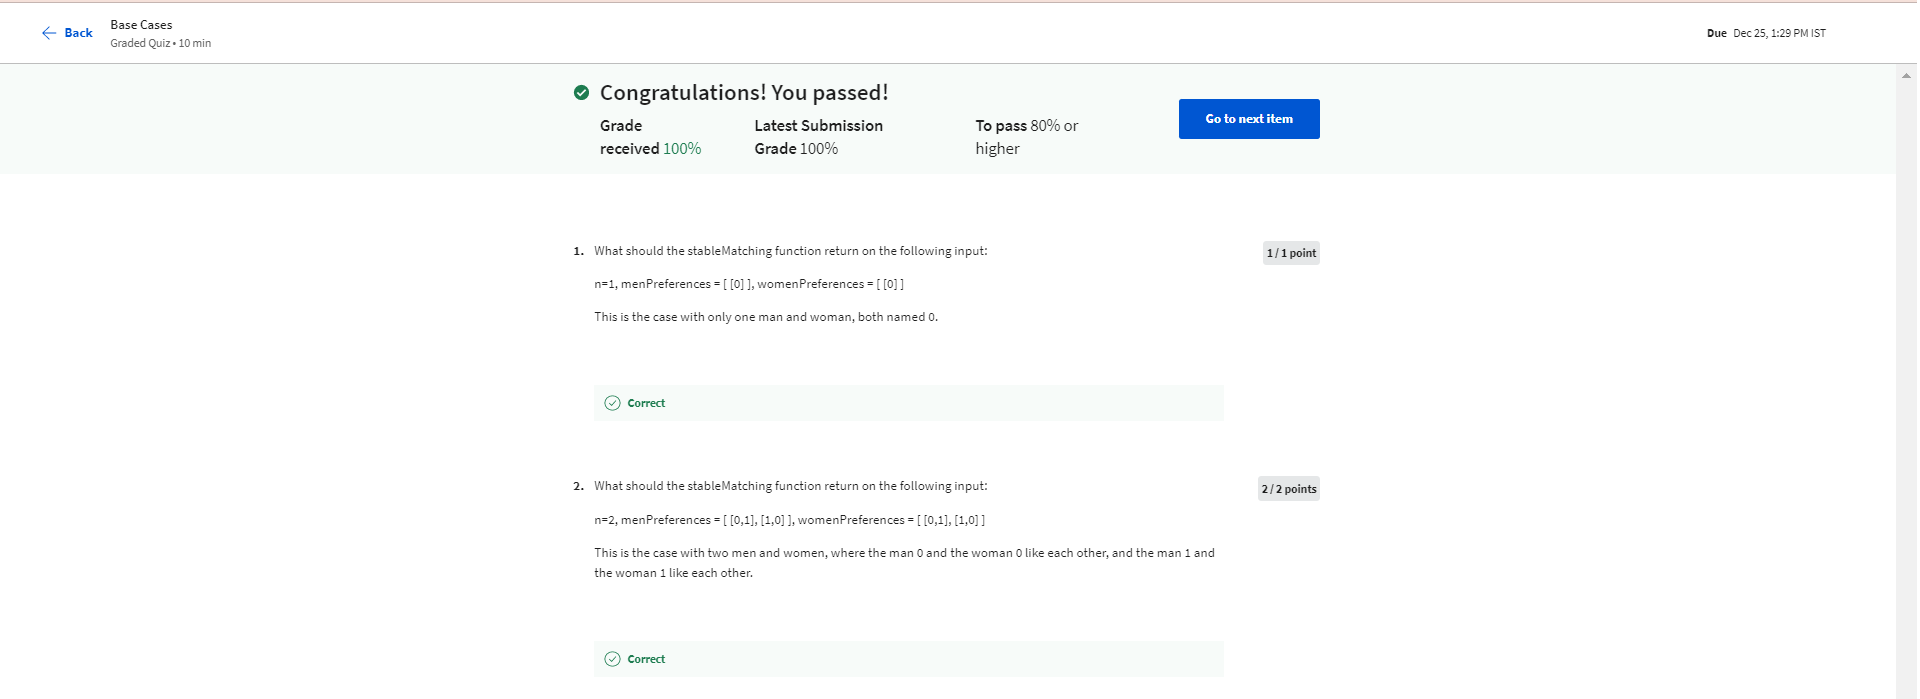 Back
Base Cases
Graded Quiz • 10 min
Due Dec 25, 1:29 PM IST
Congratulations! You passed!
Grade received 100%
Latest Submission Grade 100%
To pass 80% or higher
Go to next item
1. What should the stableMatching function return on the following input:
1 / 1 point
n=1, menPreferences = [ [0] ], womenPreferences = [ [0] ]
This is the case with only one man and woman, both named 0.
Correct
2. What should the stableMatching function return on the following input:
2 / 2 points
n=2, menPreferences = [ [0,1], [1,0] ], womenPreferences = [ [0,1], [1,0] ]
This is the case with two men and women, where the man 0 and the woman 0 like each other, and the man 1 and
the woman 1 like each other.
Correct